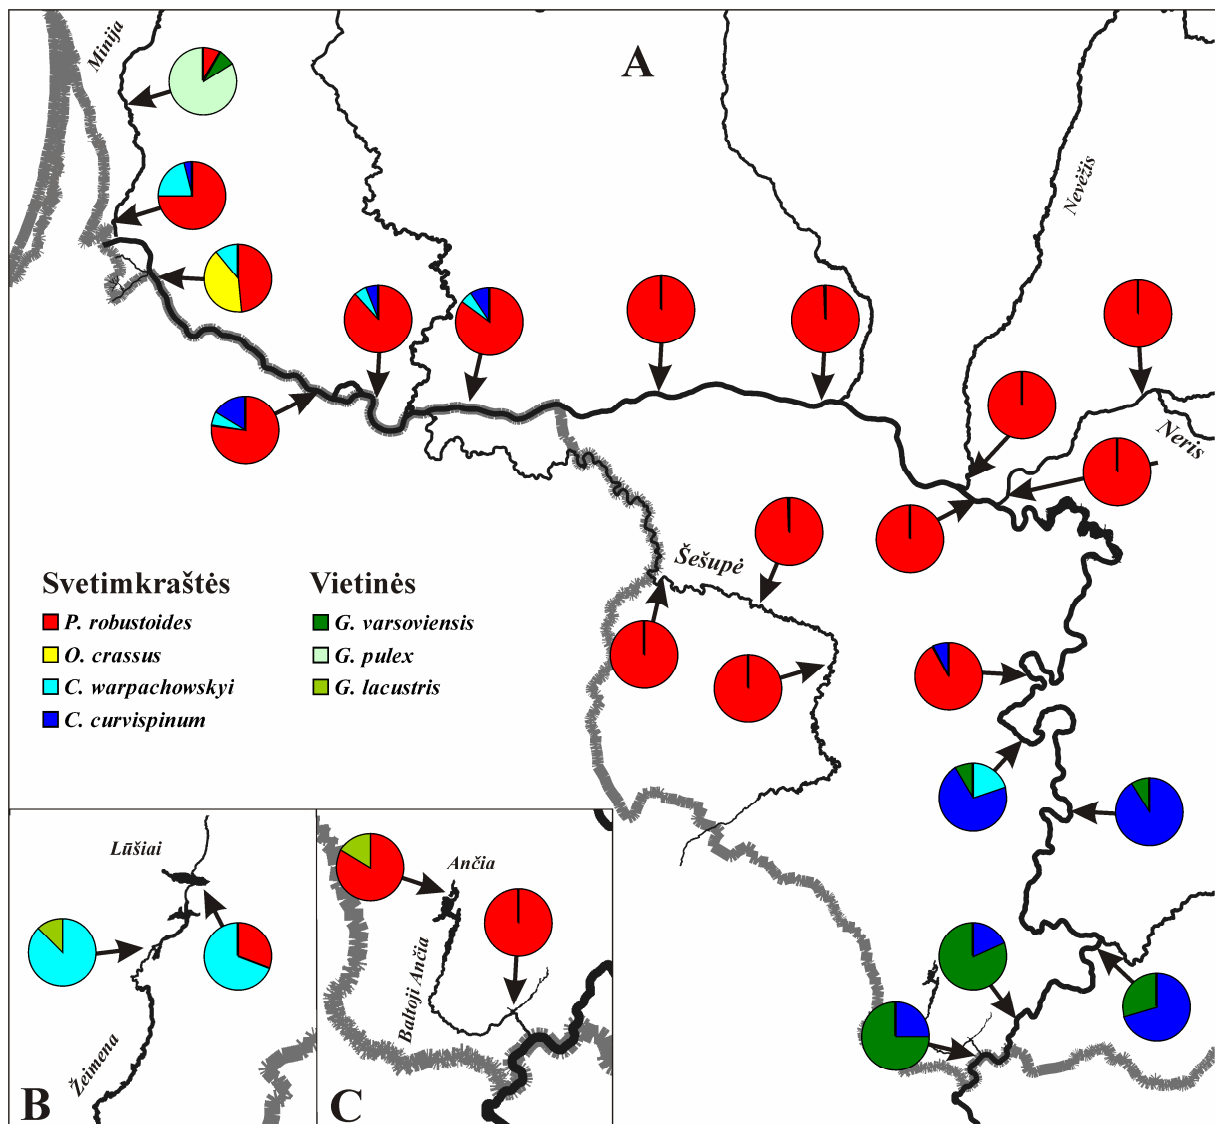 Minija
A
Nevėžis
Neris
Šešupė
Svetimkraštės
P. robustoides
O. crassus
C. warpachowskyi
C. curvispinum
Vietinės
G. varsoviensis
G. pulex
G. lacustris
Lūšiai
Žeimena
B
Ančia
Baltoji Ančia
C